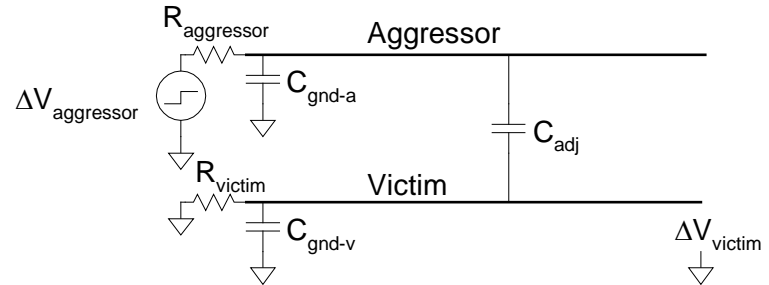 R_aggressor
Aggressor
ΔV_aggressor
C_gnd-a
C_adj
R_victim
Victim
C_gnd-v
ΔV_victim